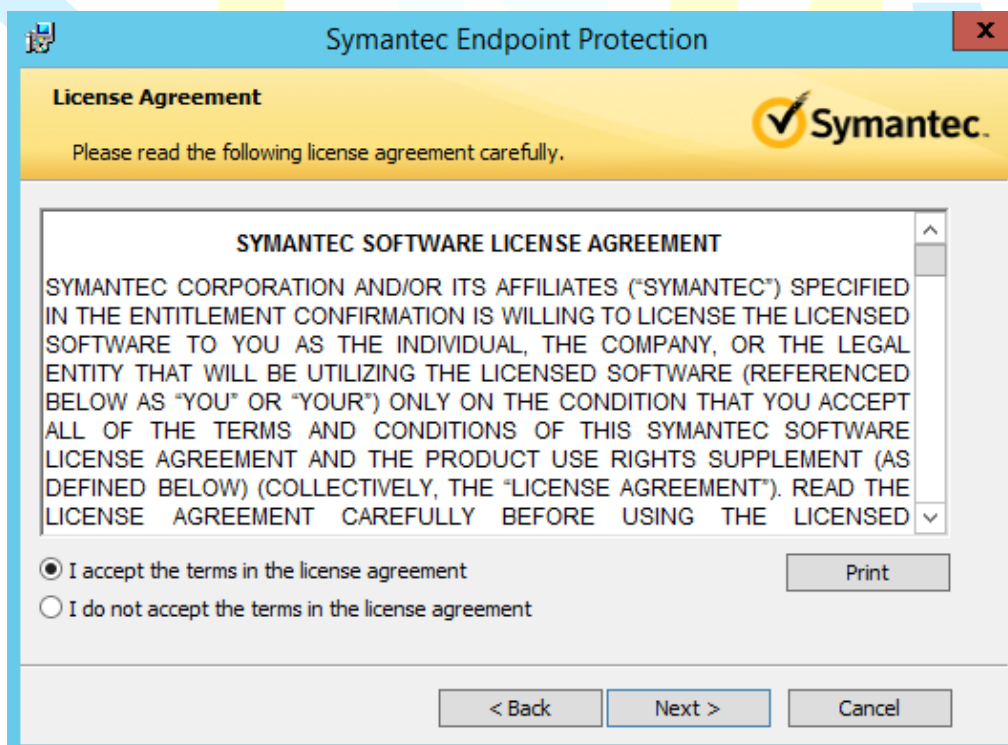 Symantec Endpoint Protection
x
License Agreement
Please read the following license agreement carefully.
Symantec.
SYMANTEC SOFTWARE LICENSE AGREEMENT
SYMANTEC CORPORATION AND/OR ITS AFFILIATES (“SYMANTEC”) SPECIFIED
IN THE ENTITLEMENT CONFIRMATION IS WILLING TO LICENSE THE LICENSED
SOFTWARE TO YOU AS THE INDIVIDUAL, THE COMPANY, OR THE LEGAL
ENTITY THAT WILL BE UTILIZING THE LICENSED SOFTWARE (REFERENCED
BELOW AS “YOU” OR “YOUR”) ONLY ON THE CONDITION THAT YOU ACCEPT
ALL OF THE TERMS AND CONDITIONS OF THIS SYMANTEC SOFTWARE
LICENSE AGREEMENT AND THE PRODUCT USE RIGHTS SUPPLEMENT (AS
DEFINED BELOW) (COLLECTIVELY, THE “LICENSE AGREEMENT”). READ THE
LICENSE AGREEMENT CAREFULLY BEFORE USING THE LICENSED
I accept the terms in the license agreement
Print
I do not accept the terms in the license agreement
< Back
Next >
Cancel